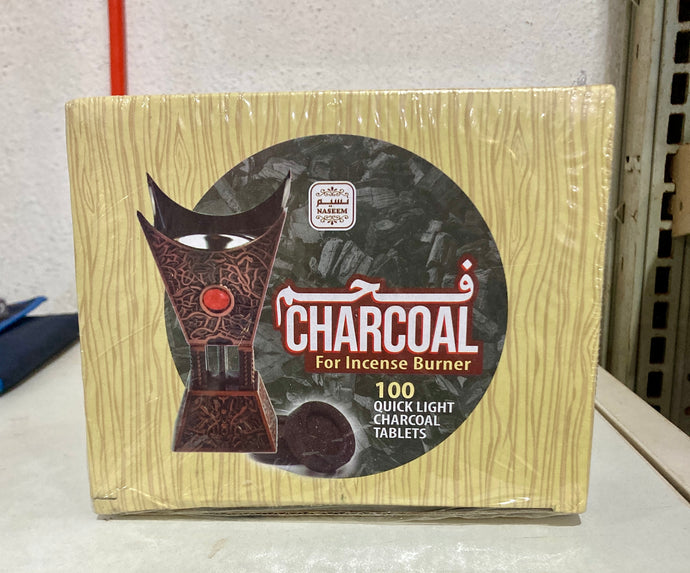 نسيم
NASEEM
فحم
CHARCOAL
For Incense Burner
100
QUICK LIGHT
CHARCOAL
TABLETS